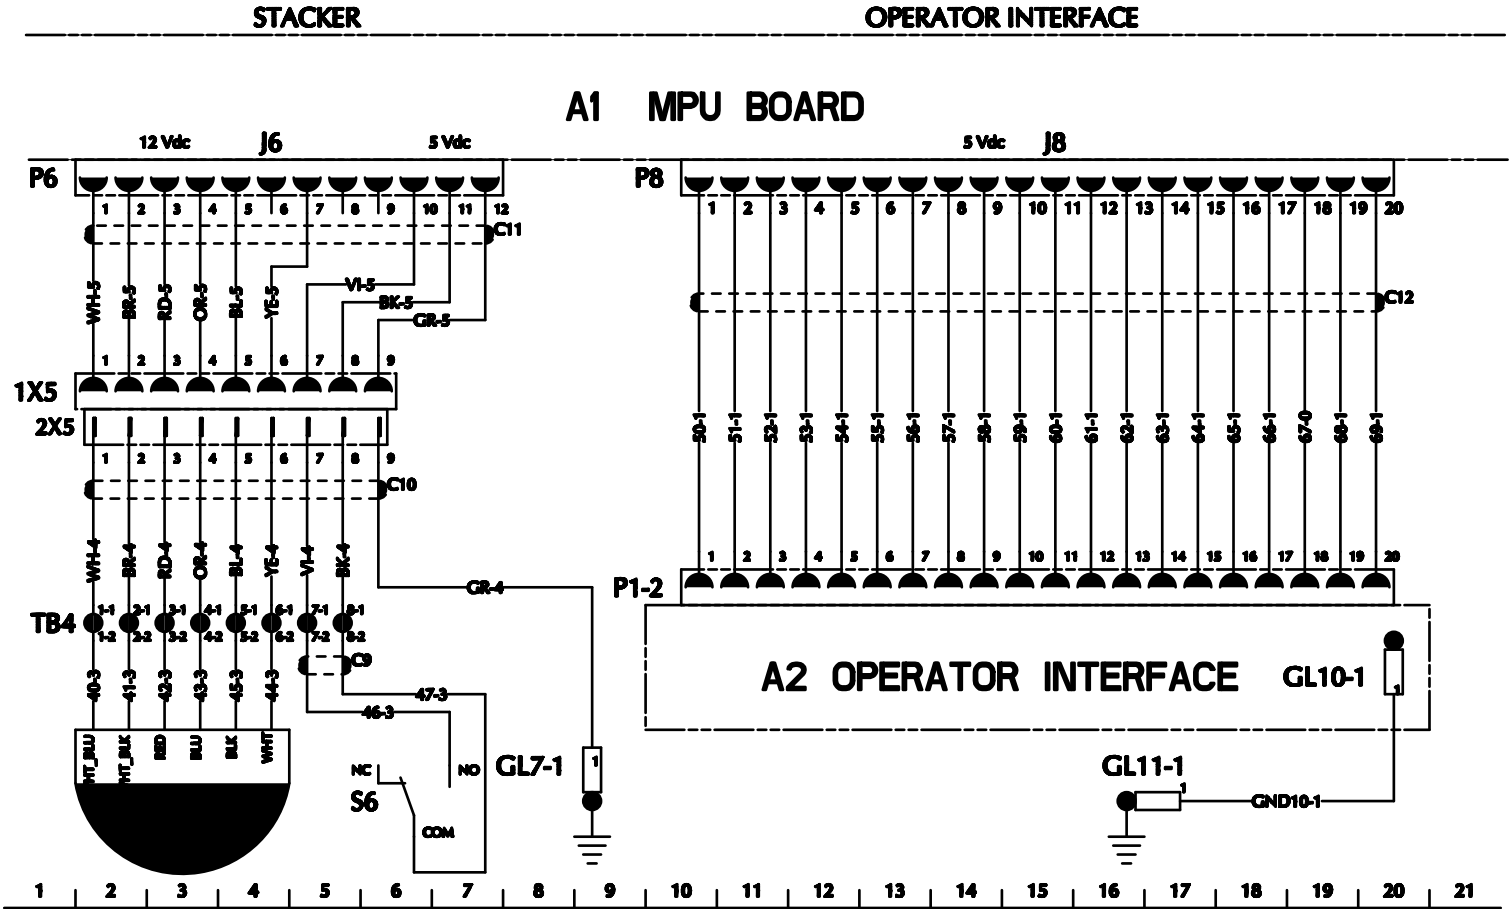 STACKER OPERATOR INTERFACE
A1 MPU BOARD
12 Vdc J6 5 Vdc 5 Vdc J8
P6 P8
1 2 3 4 5 6 7 8 9 10 11 12 1 2 3 4 5 6 7 8 9 10 11 12 13 14 15 16 17 18 19 20
C11
WH-5 BR-5 RD-5 OR-5 BL-5 YE-5 VI-5
BK-5 C12
GR-5
1 2 3 4 5 6 7 8 9
1X5
2X5 50-1 51-1 52-1 53-1 54-1 55-1 56-1 57-1 58-1 59-1 60-1 61-1 62-1 63-1 64-1 65-1 66-1 67-0 68-1 69-1
1 2 3 4 5 6 7 8 9
C10
WH-4 BR-4 RD-4 OR-4 BL-4 YE-4 VI-4 BK-4 1 2 3 4 5 6 7 8 9 10 11 12 13 14 15 16 17 18 19 20
GR-4 P1-2
1-1 2-1 3-1 4-1 5-1 6-1 7-1 8-1
TB4
1-2 2-2 3-2 4-2 5-2 6-2 7-2 8-2
C9
40-3 41-3 42-3 43-3 45-3 44-3 A2 OPERATOR INTERFACE GL10-1
1
47-3
46-3
HT_BLU HT_BLK RED BLU BLK WHT
NC NO GL7-1 1 GL11-1
1
S6 GND10-1
COM
1 2 3 4 5 6 7 8 9 10 11 12 13 14 15 16 17 18 19 20 21